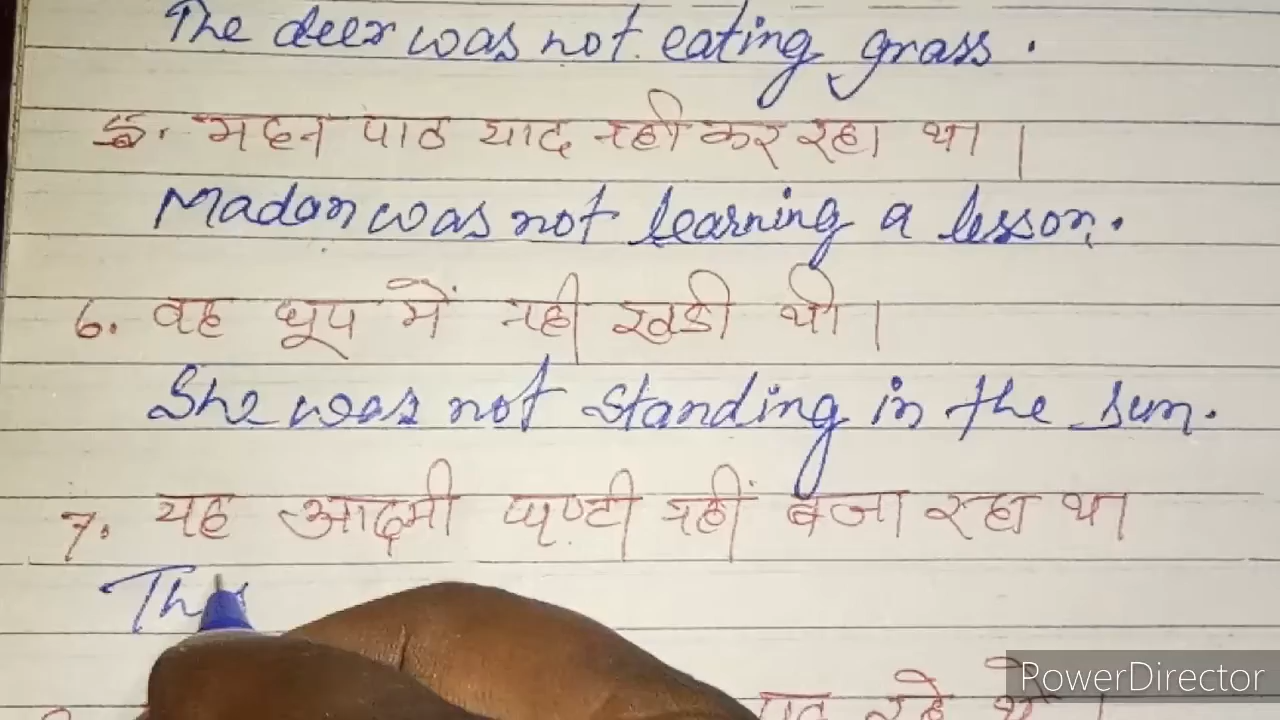 The deer was not eating grass.
5. मदन पाठ याद नही कर रहा था।
Madan was not learning a lesson.
6. वह धूप में नही खडी थी।
She was not standing in the sun.
7. यह आदमी घण्टी नहीं बजा रहा था
Th
रहे थे।
PowerDirector